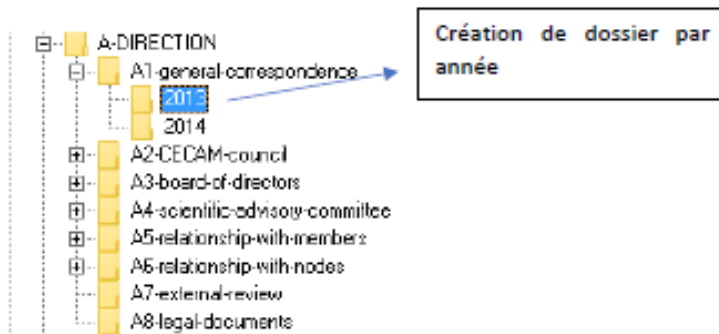 A-DIRECTION
A1-general-correspondence
2013
2014
A2-CECAM-council
A3-board-of-directors
A4-scientific-advisory-committee
A5-relationship-with-members
A6-relationship-with-nodes
A7-external-review
A8-legal-documents
Création de dossier par
année